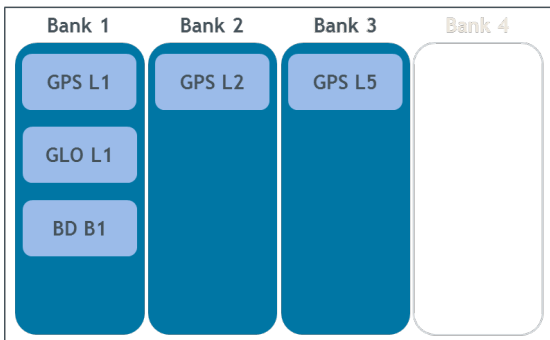 Bank 1 Bank 2 Bank 3 Bank 4
GPS L1 GPS L2 GPS L5
GLO L1
BD B1